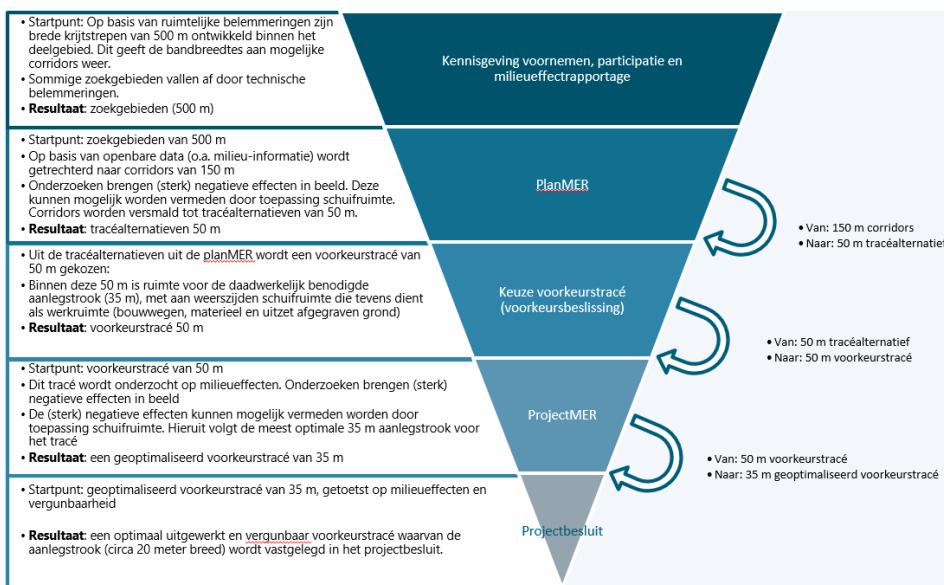 • Startpunt: Op basis van ruimtelijke belemmeringen zijn
brede krijtstrepen van 500 m ontwikkeld binnen het
deelgebied. Dit geeft de bandbreedtes aan mogelijke
corridors weer.
• Sommige zoekgebieden vallen af door technische
belemmeringen.
• Resultaat: zoekgebieden (500 m)
Kennisgeving voornemen, participatie en
milieueffectrapportage
• Startpunt: zoekgebieden van 500 m
• Op basis van openbare data (o.a. milieu-informatie) wordt
getrechterd naar corridors van 150 m
• Onderzoeken brengen (sterk) negatieve effecten in beeld. Deze
kunnen mogelijk worden vermeden door toepassing schuifruimte.
Corridors worden versmald tot tracéalternatieven van 50 m.
• Resultaat: tracéalternatieven 50 m
PlanMER
• Van: 150 m corridors
• Naar: 50 m tracéalternatief
• Uit de tracéalternatieven uit de planMER wordt een voorkeurstracé van
50 m gekozen:
• Binnen deze 50 m is ruimte voor de daadwerkelijk benodigde
aanlegstrook (35 m), met aan weerszijden schuifruimte die tevens dient
als werkruimte (bouwwegen, materieel en uitzet afgegraven grond)
• Resultaat: voorkeurstracé 50 m
Keuze voorkeurstracé
(voorkeursbeslissing)
• Van: 50 m tracéalternatief
• Naar: 50 m voorkeurstracé
• Startpunt: voorkeurstracé van 50 m
• Dit tracé wordt onderzocht op milieueffecten. Onderzoeken brengen (sterk)
negatieve effecten in beeld
• De (sterk) negatieve effecten kunnen mogelijk vermeden worden door
toepassing schuifruimte. Hieruit volgt de meest optimale 35 m aanlegstrook voor
het tracé
• Resultaat: een geoptimaliseerd voorkeurstracé van 35 m
ProjectMER
• Van: 50 m voorkeurstracé
• Naar: 35 m geoptimaliseerd voorkeurstracé
• Startpunt: geoptimaliseerd voorkeurstracé van 35 m, getoetst op milieueffecten en
vergunbaarheid
• Resultaat: een optimaal uitgewerkt en vergunbaar voorkeurstracé waarvan de
aanlegstrook (circa 20 meter breed) wordt vastgelegd in het projectbesluit.
Projectbesluit